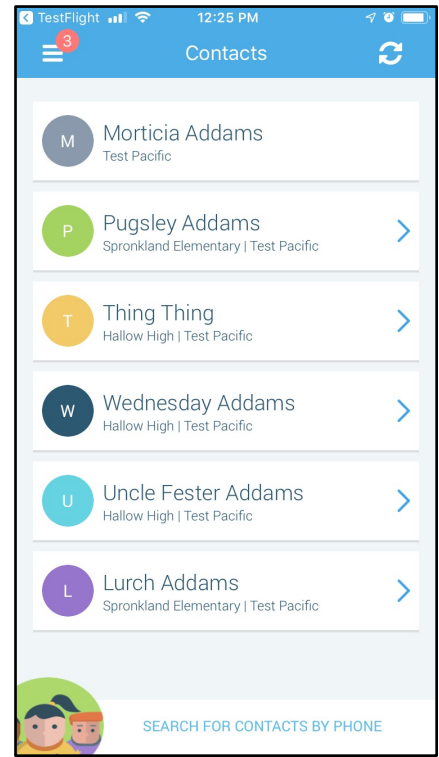 TestFlight 12:25 PM
3
Contacts
M
Morticia Addams
Test Pacific
P
Pugsley Addams
Spronkland Elementary | Test Pacific
T
Thing Thing
Hallow High | Test Pacific
W
Wednesday Addams
Hallow High | Test Pacific
U
Uncle Fester Addams
Hallow High | Test Pacific
L
Lurch Addams
Spronkland Elementary | Test Pacific
SEARCH FOR CONTACTS BY PHONE